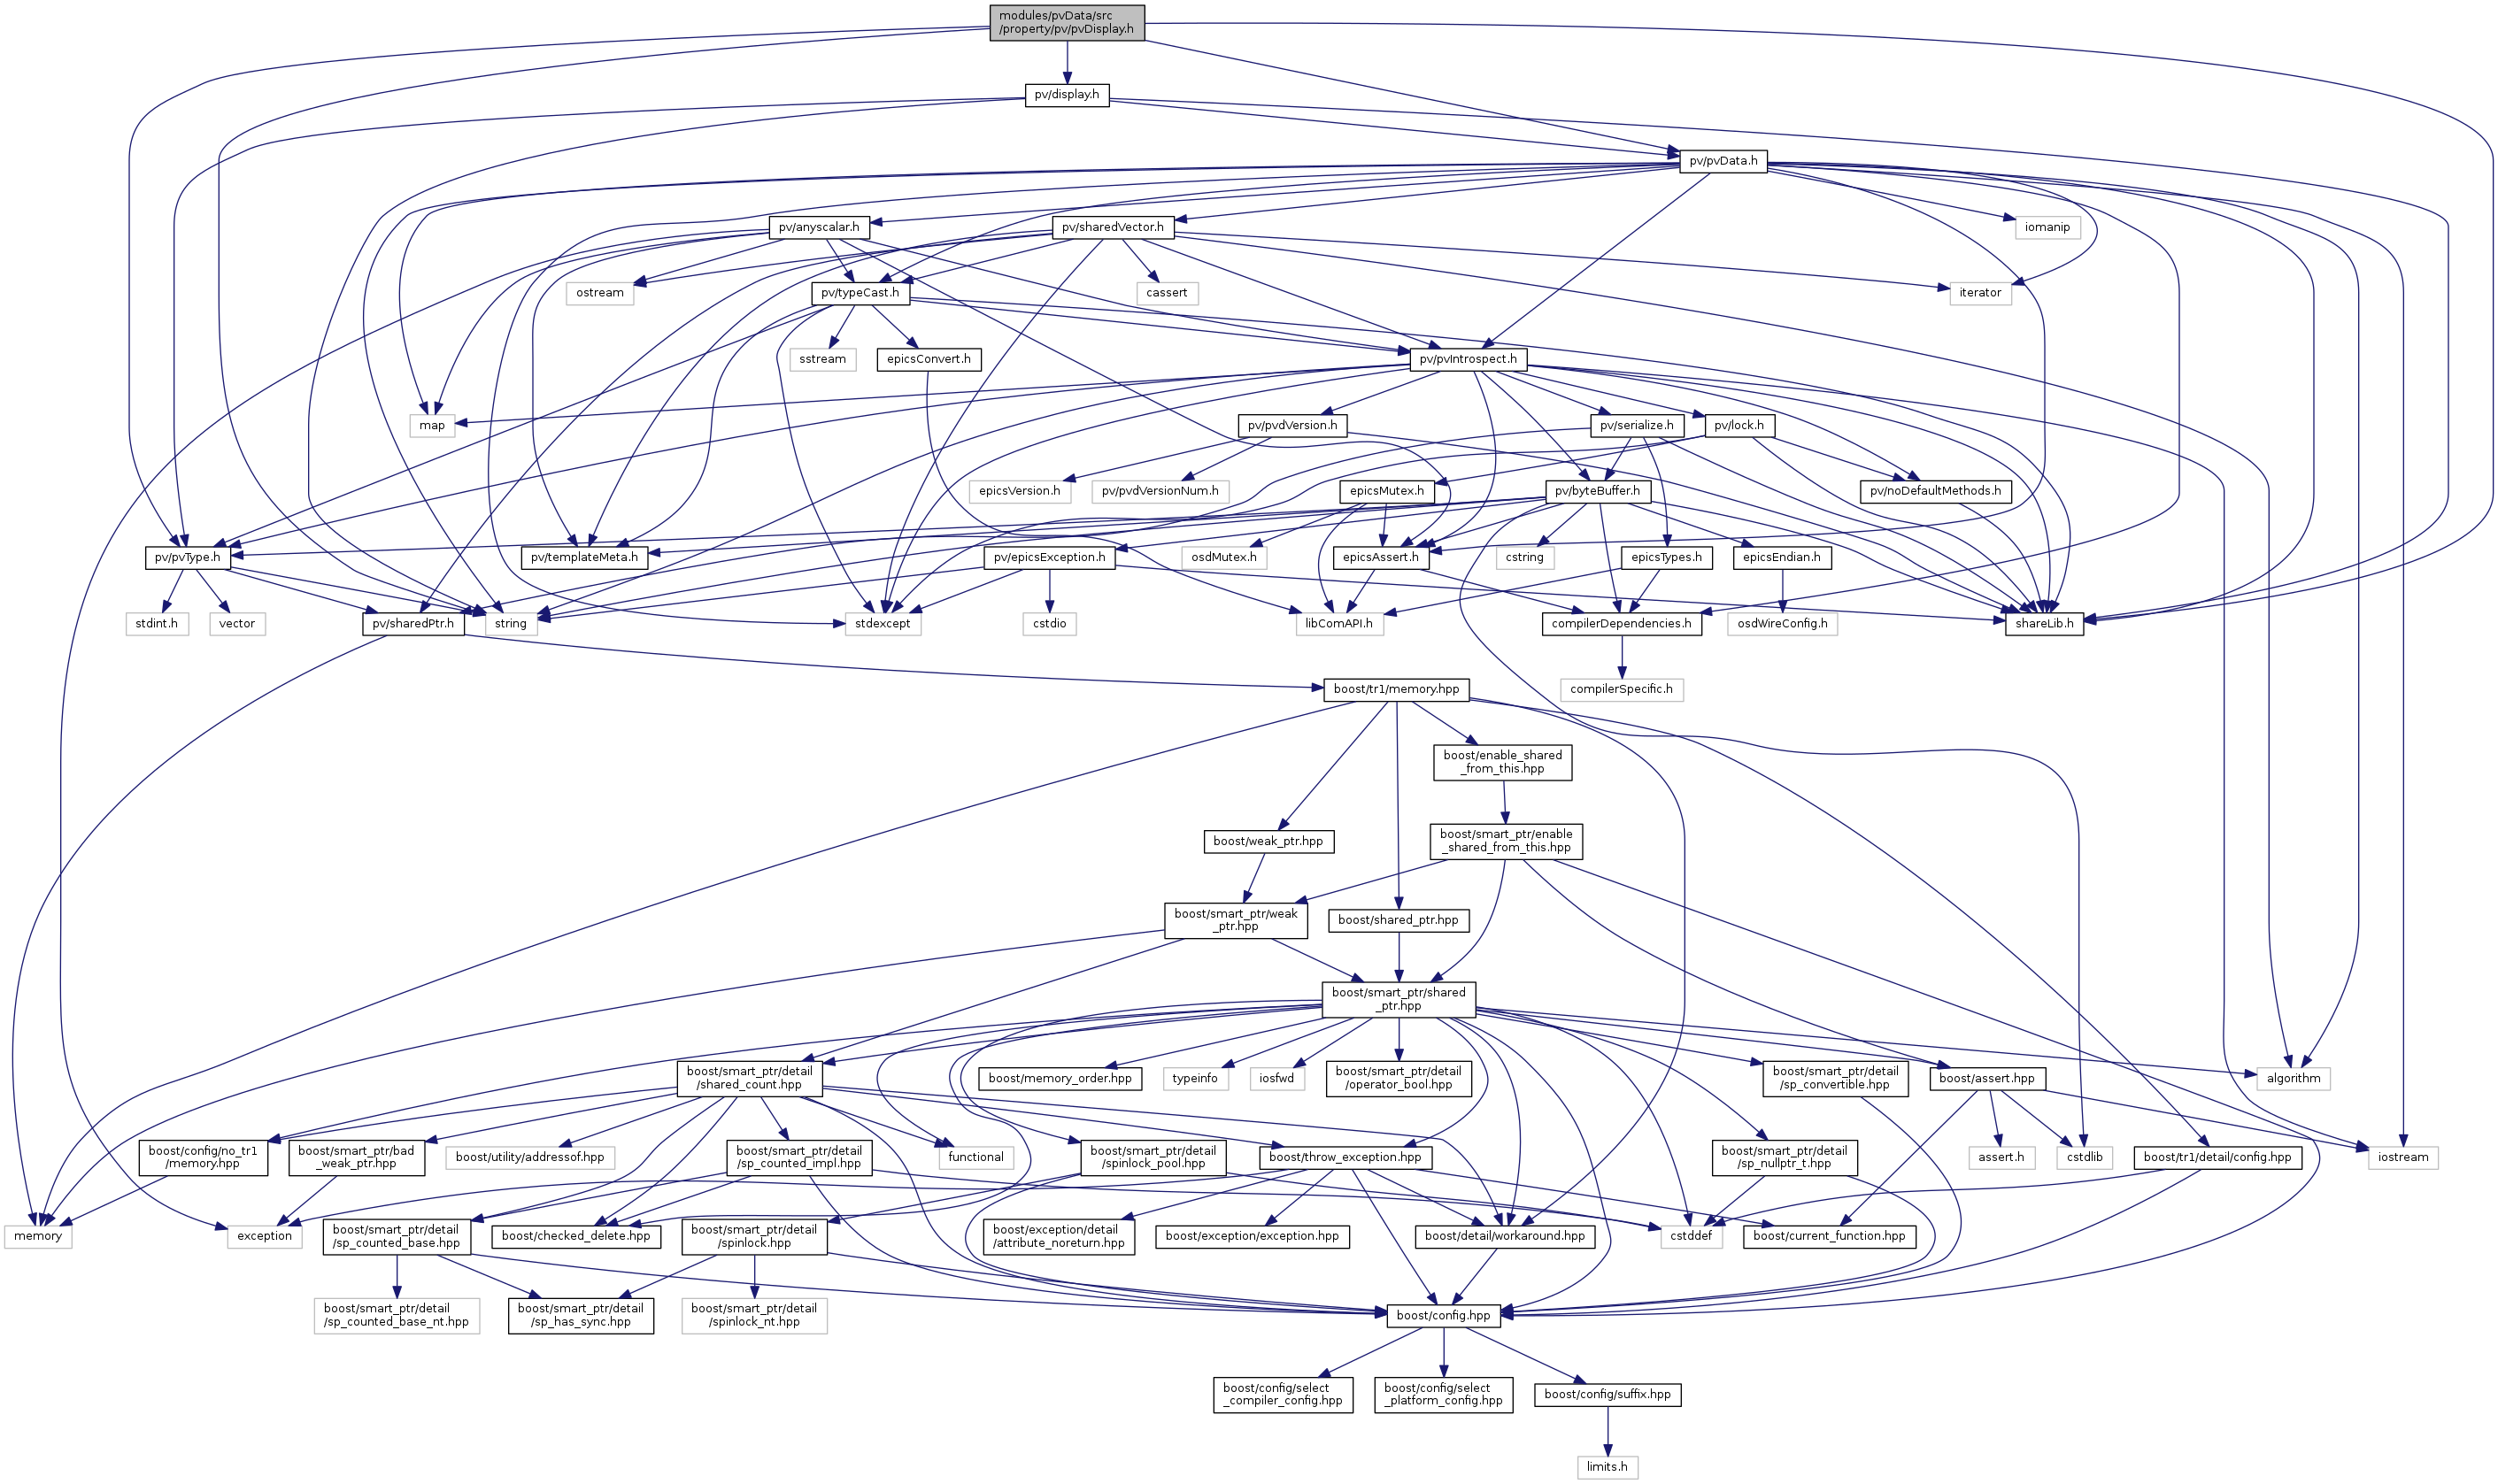 modules/pvData/src
/property/pv/pvDisplay.h
pv/display.h
pv/pvData.h
pv/anyscalar.h
pv/sharedVector.h
iomanip
ostream
pv/typeCast.h
cassert
iterator
sstream
epicsConvert.h
pv/pvIntrospect.h
map
pv/pvdVersion.h
pv/serialize.h
pv/lock.h
epicsVersion.h
pv/pvdVersionNum.h
epicsMutex.h
pv/byteBuffer.h
pv/noDefaultMethods.h
pv/pvType.h
pv/templateMeta.h
pv/epicsException.h
osdMutex.h
epicsAssert.h
cstring
epicsTypes.h
epicsEndian.h
stdint.h
vector
pv/sharedPtr.h
string
stdexcept
cstdio
libComAPI.h
compilerDependencies.h
osdWireConfig.h
shareLib.h
boost/tr1/memory.hpp
compilerSpecific.h
boost/enable_shared
_from_this.hpp
boost/weak_ptr.hpp
boost/smart_ptr/enable
_shared_from_this.hpp
boost/smart_ptr/weak
_ptr.hpp
boost/shared_ptr.hpp
boost/smart_ptr/shared
_ptr.hpp
boost/smart_ptr/detail
/shared_count.hpp
boost/memory_order.hpp
typeinfo
iosfwd
boost/smart_ptr/detail
/operator_bool.hpp
boost/smart_ptr/detail
/sp_convertible.hpp
boost/assert.hpp
algorithm
boost/config/no_tr1
/memory.hpp
boost/smart_ptr/bad
_weak_ptr.hpp
boost/utility/addressof.hpp
boost/smart_ptr/detail
/sp_counted_impl.hpp
functional
boost/smart_ptr/detail
/spinlock_pool.hpp
boost/throw_exception.hpp
boost/smart_ptr/detail
/sp_nullptr_t.hpp
assert.h
cstdlib
boost/tr1/detail/config.hpp
iostream
memory
exception
boost/smart_ptr/detail
/sp_counted_base.hpp
boost/checked_delete.hpp
boost/smart_ptr/detail
/spinlock.hpp
boost/exception/detail
/attribute_noreturn.hpp
boost/exception/exception.hpp
boost/detail/workaround.hpp
cstddef
boost/current_function.hpp
boost/smart_ptr/detail
/sp_counted_base_nt.hpp
boost/smart_ptr/detail
/sp_has_sync.hpp
boost/smart_ptr/detail
/spinlock_nt.hpp
boost/config.hpp
boost/config/select
_compiler_config.hpp
boost/config/select
_platform_config.hpp
boost/config/suffix.hpp
limits.h